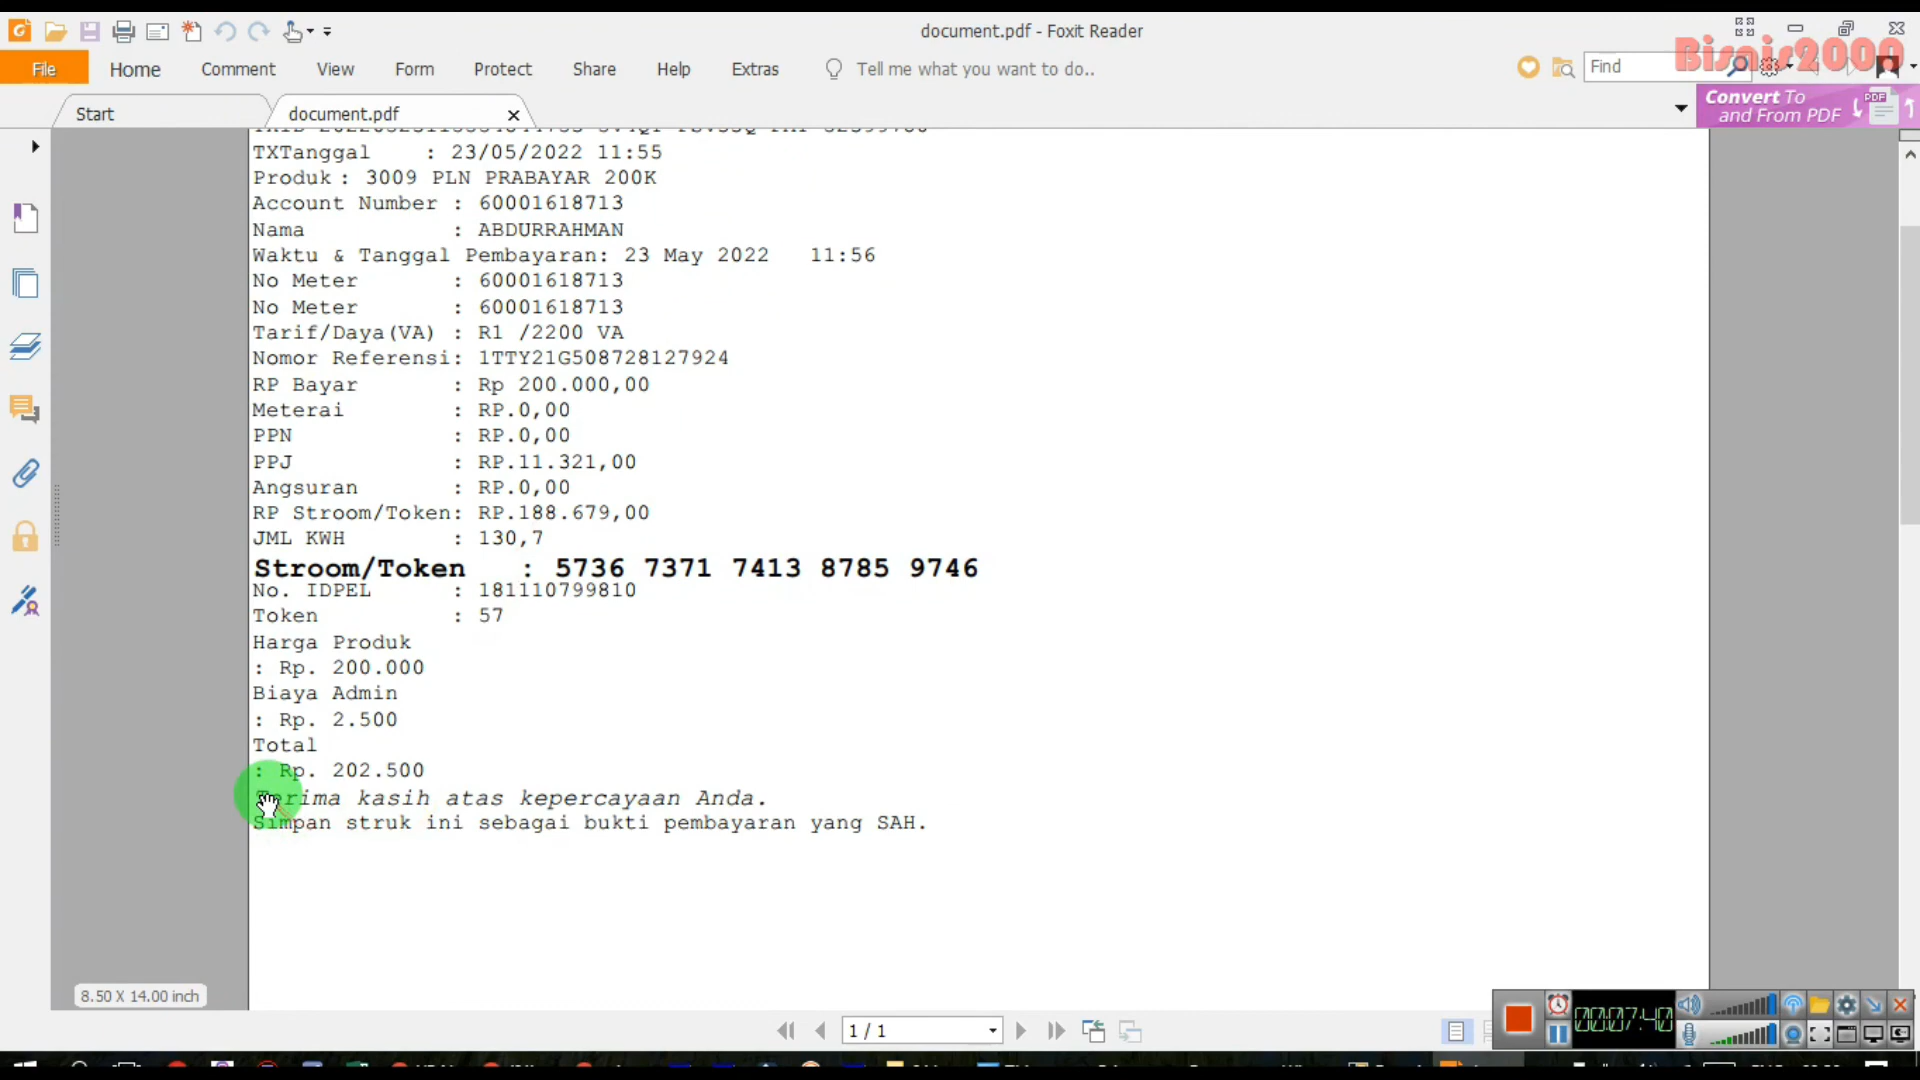 document.pdf - Foxit Reader
Bisnis2000
File Home Comment View Form Protect Share Help Extras Tell me what you want to do.. Find
Start document.pdf
Convert To and From PDF
TXTanggal : 23/05/2022 11:55
Produk : 3009 PLN PRABAYAR 200K
Account Number : 60001618713
Nama : ABDURRAHMAN
Waktu & Tanggal Pembayaran: 23 May 2022 11:56
No Meter : 60001618713
No Meter : 60001618713
Tarif/Daya(VA) : R1 /2200 VA
Nomor Referensi: 1TTY21G508728127924
RP Bayar : Rp 200.000,00
Meterai : RP.0,00
PPN : RP.0,00
PPJ : RP.11.321,00
Angsuran : RP.0,00
RP Stroom/Token: RP.188.679,00
JML KWH : 130,7
Stroom/Token : 5736 7371 7413 8785 9746
No. IDPEL : 181110799810
Token : 57
Harga Produk
: Rp. 200.000
Biaya Admin
: Rp. 2.500
Total
: Rp. 202.500
Terima kasih atas kepercayaan Anda.
Simpan struk ini sebagai bukti pembayaran yang SAH.
8.50 X 14.00 inch
1 / 1
00:07:40